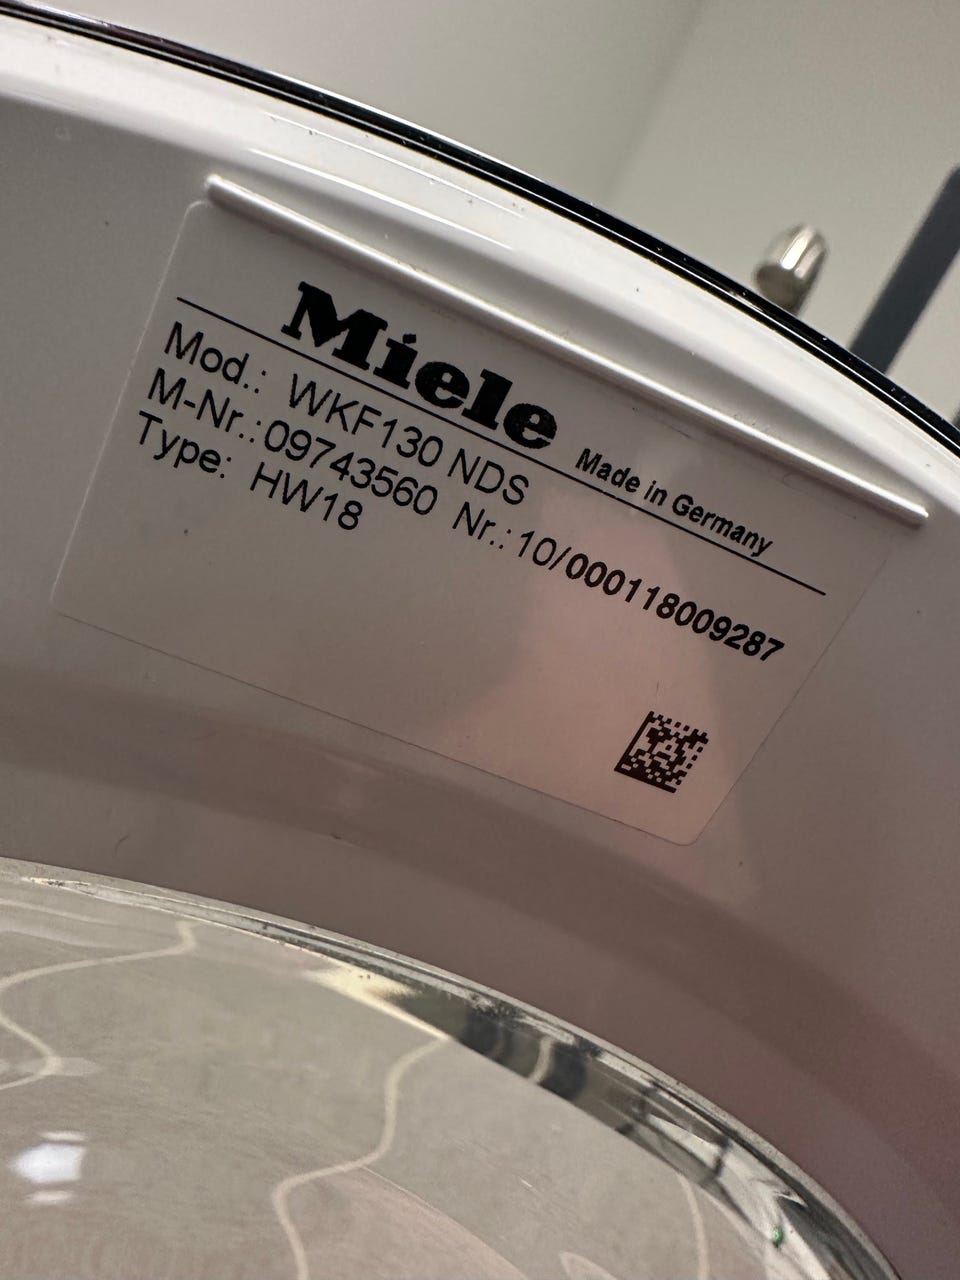 Miele Made in Germany
Mod.: WKF130 NDS
M-Nr.:09743560 Nr.:10/000118009287
Type: HW18